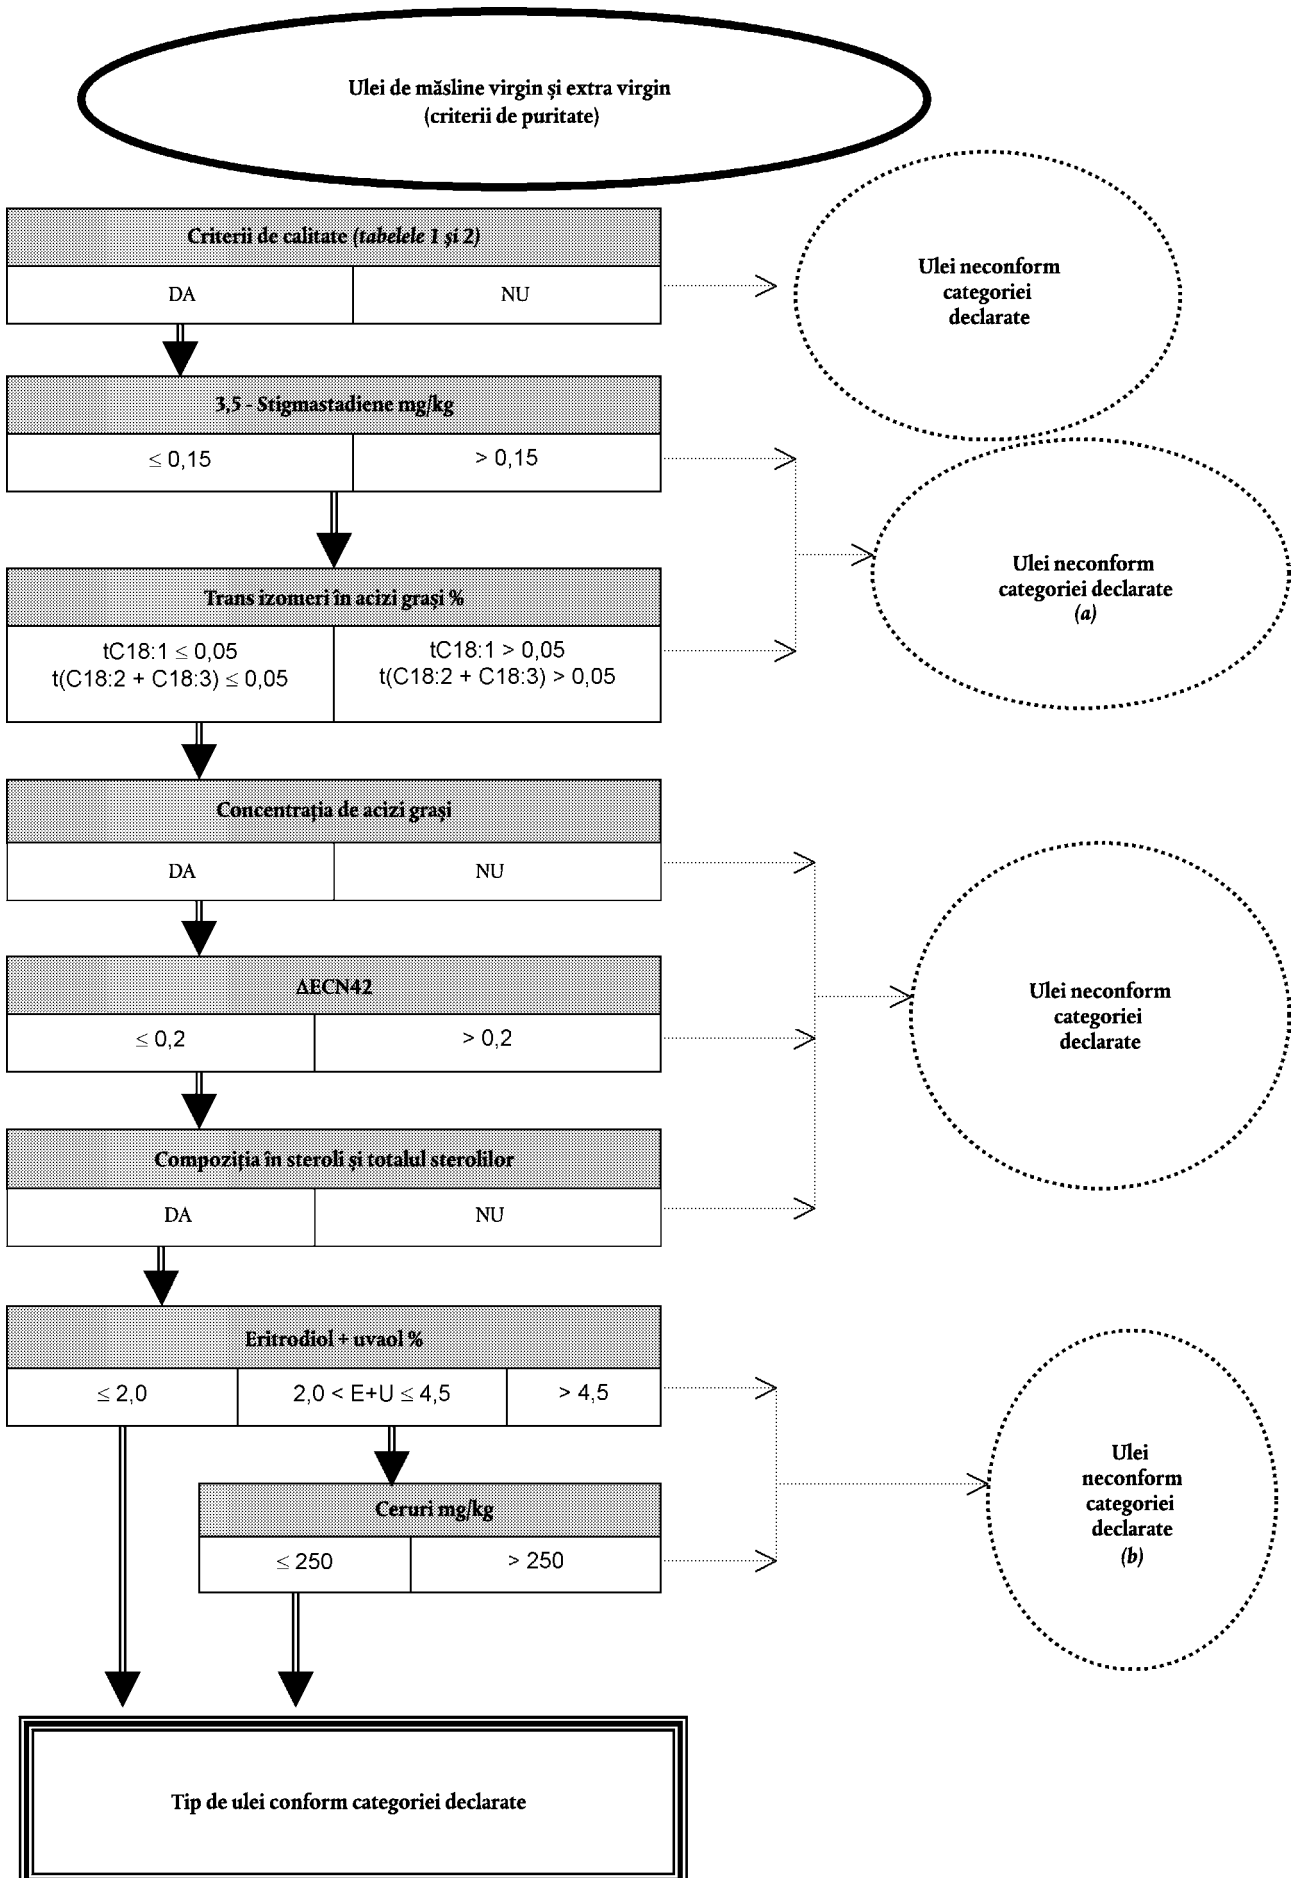 Ulei de măsline virgin și extra virgin
(criterii de puritate)
Criterii de calitate (tabelele 1 și 2)
DA
NU
Ulei neconform
categoriei
declarate
3,5 - Stigmastadiene mg/kg
≤ 0,15
> 0,15
Ulei neconform
categoriei declarate
(a)
Trans izomeri în acizi grași %
tC18:1 ≤ 0,05
t(C18:2 + C18:3) ≤ 0,05
tC18:1 > 0,05
t(C18:2 + C18:3) > 0,05
Concentrația de acizi grași
DA
NU
ΔECN42
≤ 0,2
> 0,2
Ulei neconform
categoriei
declarate
Compoziția în steroli și totalul sterolilor
DA
NU
Eritrodiol + uvaol %
≤ 2,0
2,0 < E+U ≤ 4,5
> 4,5
Ceruri mg/kg
≤ 250
> 250
Ulei
neconform
categoriei
declarate
(b)
Tip de ulei conform categoriei declarate